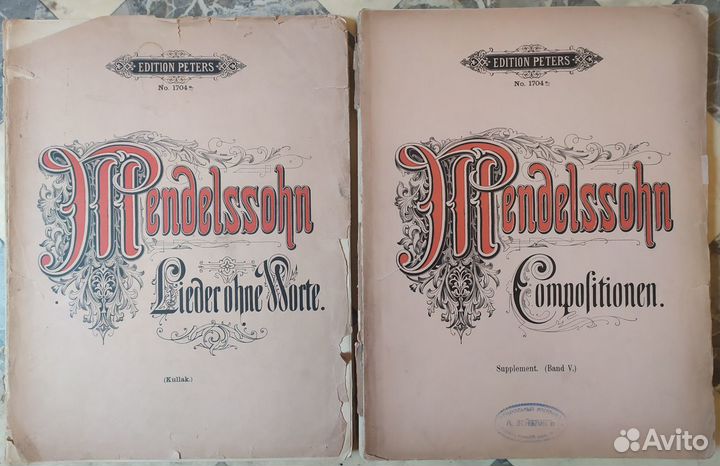 EDITION PETERS
No. 1704
Mendelssohn
Lieder ohne Worte.
(Kullak.)
EDITION PETERS
No. 1704
Mendelssohn
Compositionen.
Supplement. (Band V.)
Avito